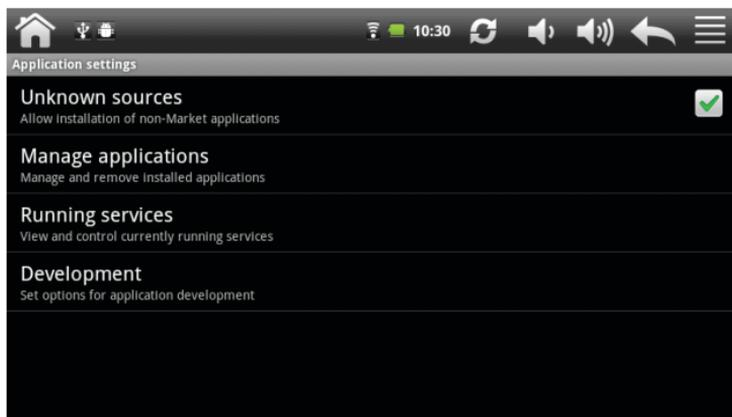 10:30
Application settings
Unknown sources
Allow installation of non-Market applications
Manage applications
Manage and remove installed applications
Running services
View and control currently running services
Development
Set options for application development